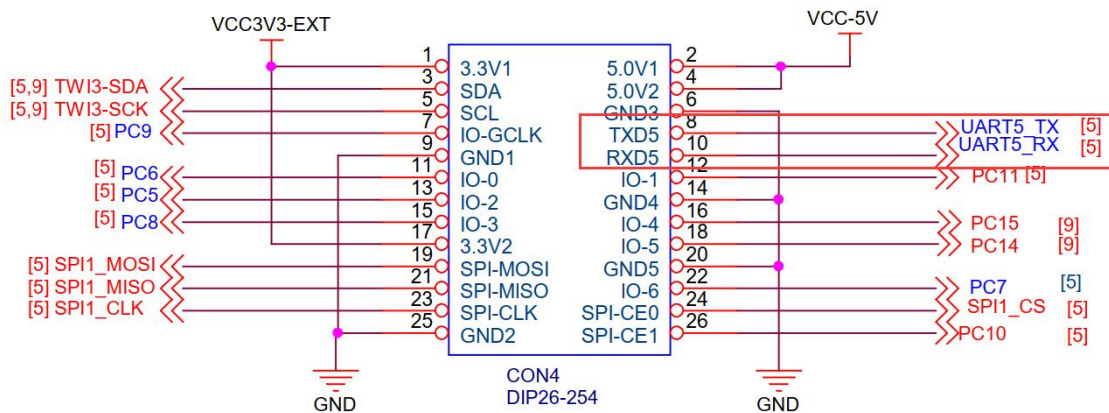 VCC3V3-EXT
VCC-5V
1 3.3V1 5.0V1 2
[5,9] TWI3-SDA 3 SDA 5.0V2 4
[5,9] TWI3-SCK 5 SCL GND3 6
[5] PC9 7 IO-GCLK TXD5 8 UART5_TX [5]
9 GND1 RXD5 10 UART5_RX [5]
[5] PC6 11 IO-0 IO-1 12 PC11 [5]
[5] PC5 13 IO-2 GND4 14
[5] PC8 15 IO-3 IO-4 16 PC15 [9]
17 3.3V2 IO-5 18 PC14 [9]
[5] SPI1_MOSI 19 SPI-MOSI GND5 20
[5] SPI1_MISO 21 SPI-MISO IO-6 22 PC7 [5]
[5] SPI1_CLK 23 SPI-CLK SPI-CE0 24 SPI1_CS [5]
25 GND2 SPI-CE1 26 PC10 [5]
CON4
DIP26-254
GND
GND